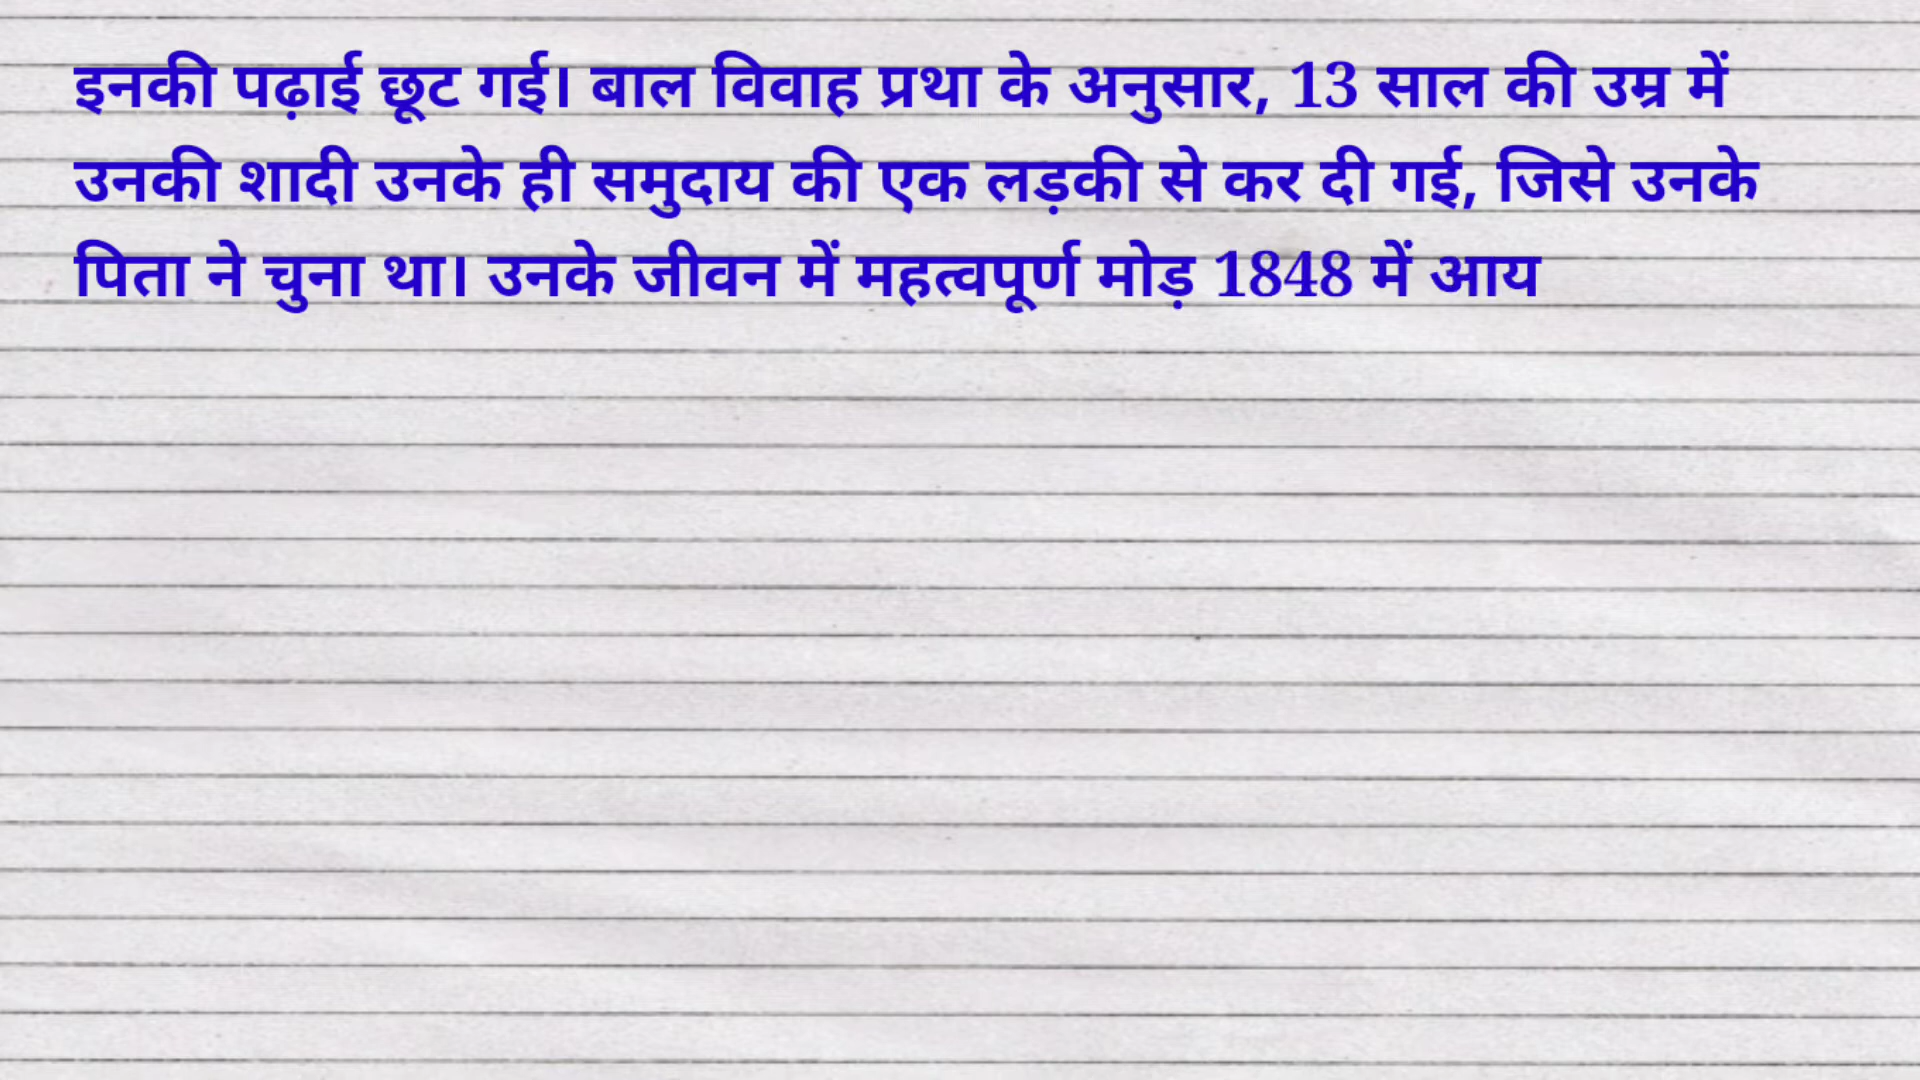 इनकी पढ़ाई छूट गई। बाल विवाह प्रथा के अनुसार, 13 साल की उम्र में
उनकी शादी उनके ही समुदाय की एक लड़की से कर दी गई, जिसे उनके
पिता ने चुना था। उनके जीवन में महत्वपूर्ण मोड़ 1848 में आय